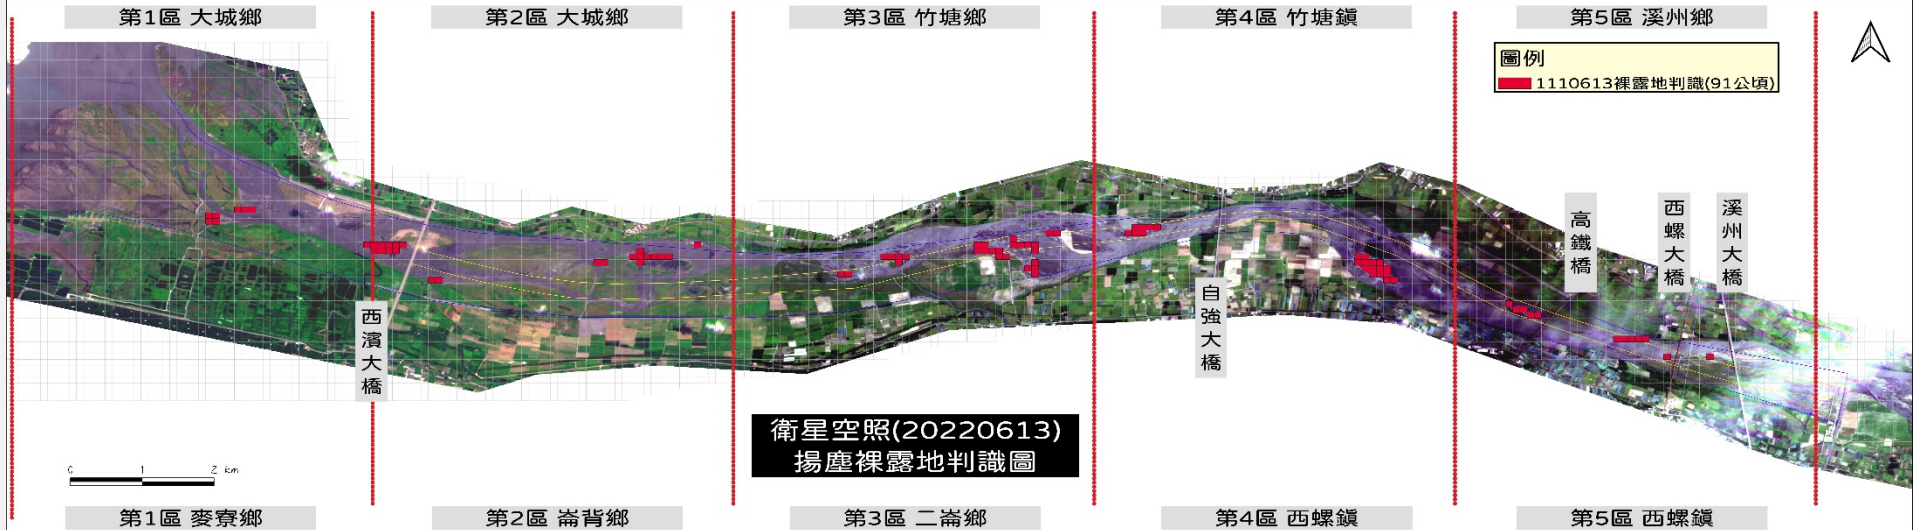 第1區 大城鄉
第2區 大城鄉
第3區 竹塘鄉
第4區 竹塘鎮
第5區 溪州鄉
圖例
1110613裸露地判識(91公頃)
高鐵橋
西螺大橋
溪州大橋
自強大橋
西濱大橋
衛星空照(20220613)
揚塵裸露地判識圖
0 1 2 km
第1區 麥寮鄉
第2區 崙背鄉
第3區 二崙鄉
第4區 西螺鎮
第5區 西螺鎮